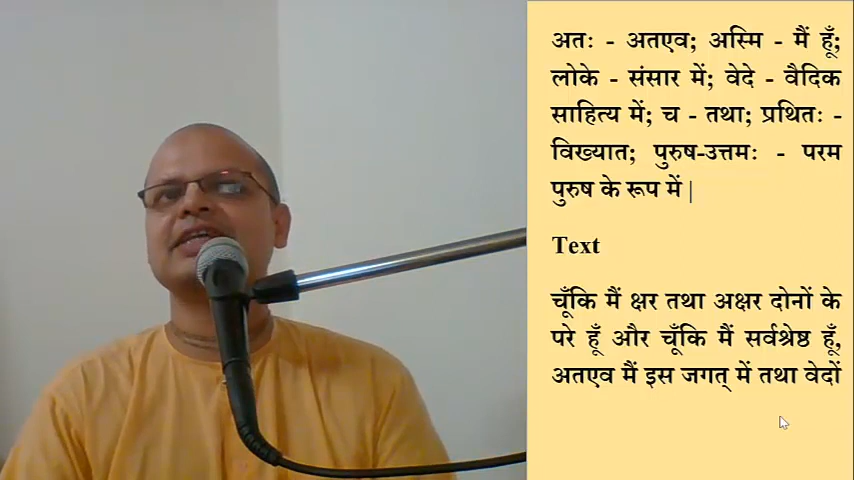 अतः - अतएव; अस्मि - मैं हूँ;
लोके - संसार में; वेदे - वैदिक
साहित्य में; च - तथा; प्रथितः -
विख्यात; पुरुष-उत्तमः - परम
पुरुष के रूप में |
Text
चूँकि मैं क्षर तथा अक्षर दोनों के
परे हूँ और चूँकि मैं सर्वश्रेष्ठ हूँ,
अतएव मैं इस जगत् में तथा वेदों